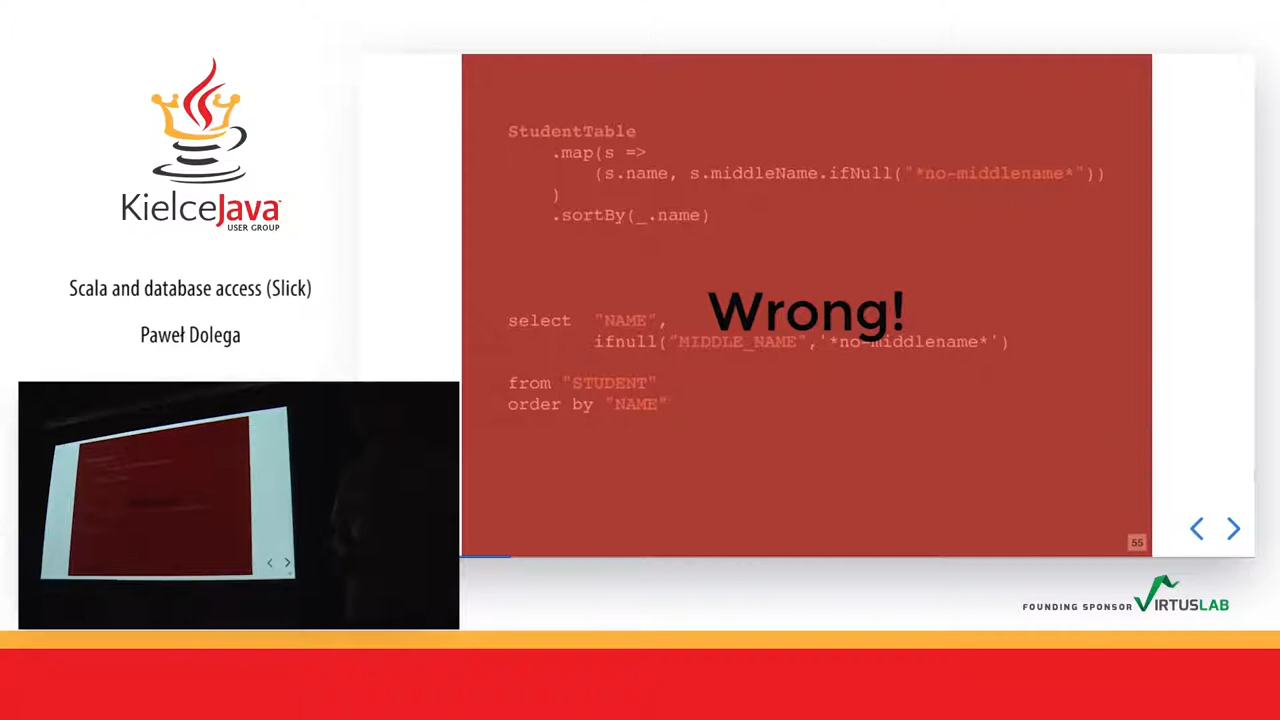 KielceJava
USER GROUP
Scala and database access (Slick)
Paweł Dolega
StudentTable
.map(s =>
(s.name, s.middleName.ifNull("*no-middlename*"))
)
.sortBy(_.name)
Wrong!
select "NAME",
ifnull("MIDDLE_NAME",'*no-middlename*')
from "STUDENT"
order by "NAME"
55
FOUNDING SPONSOR VIRTUSLAB